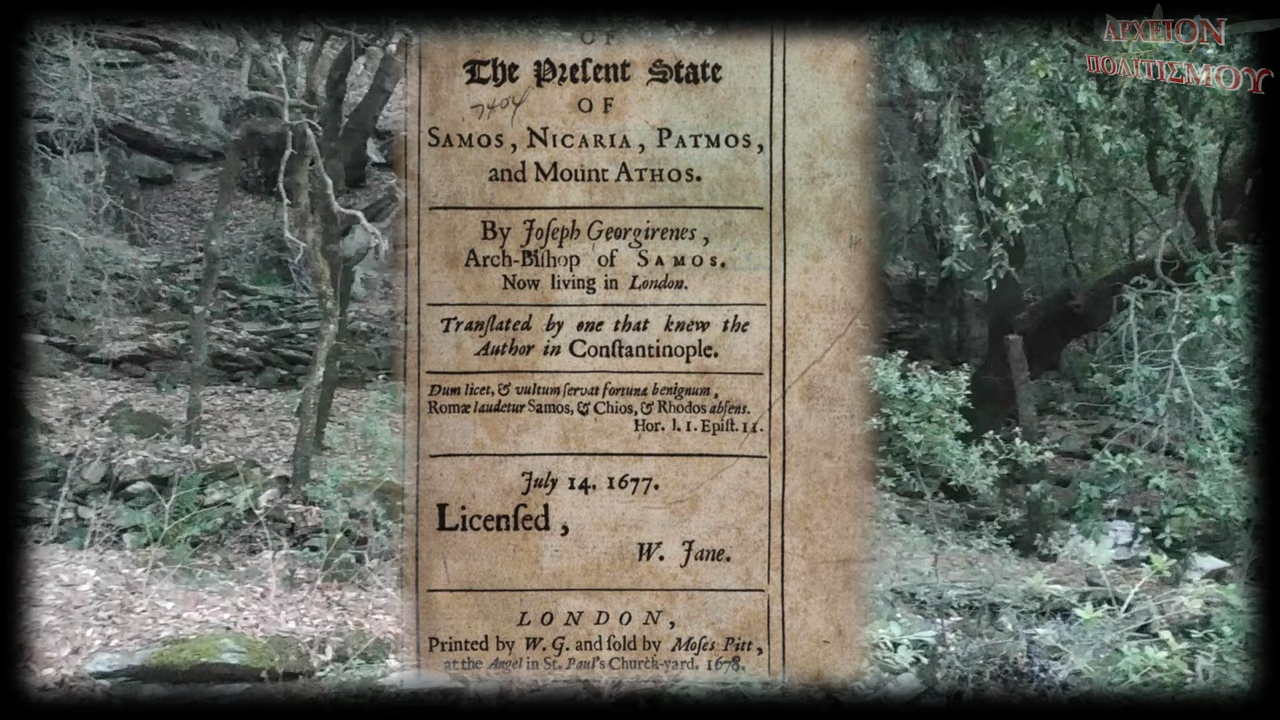 ΑΡΧΕΙΟΝ
ΠΟΛΙΤΙΣΜΟΥ
OF
The Preſent State
7404
OF
SAMOS, NICARIA, PATMOS,
and Mount ATHOS.
By Joſeph Georgirenes,
Arch-Biſhop of SAMOS.
Now living in London.
Tranſlated by one that knew the
Author in Conſtantinople.
Dum licet, & vultum ſervat fortuna benignum,
Romæ laudetur Samos, & Chios, & Rhodos abſens.
Hor. l. 1. Epiſt. 11.
July 14. 1677.
Licenſed,
W. Jane.
LONDON,
Printed by W. G. and ſold by Moſes Pitt,
at the Angel in St. Paul's Church-yard. 1678.